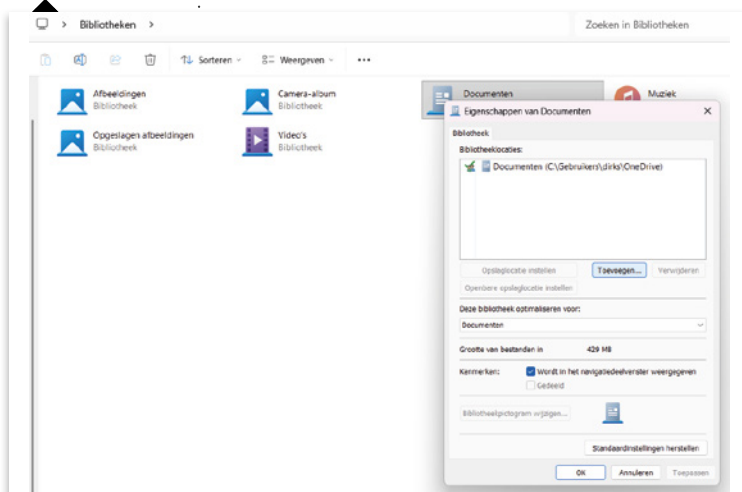 Bibliotheken
Zoeken in Bibliotheken
Sorteren
Weergeven
Afbeeldingen
Bibliotheek
Camera-album
Bibliotheek
Documenten
Muziek
Opgeslagen afbeeldingen
Bibliotheek
Video's
Bibliotheek
Eigenschappen van Documenten
Bibliotheek
Bibliotheeklocaties:
Documenten (C:\Gebruikers\dirks\OneDrive)
Opslaglocatie instellen
Toevoegen...
Verwijderen
Openbare opslaglocatie instellen
Deze bibliotheek optimaliseren voor:
Documenten
Grootte van bestanden in 429 MB
Kenmerken: Wordt in het navigatiedeelvenster weergegeven
Gedeeld
Bibliotheekpictogram wijzigen...
Standaardinstellingen herstellen
OK
Annuleren
Toepassen